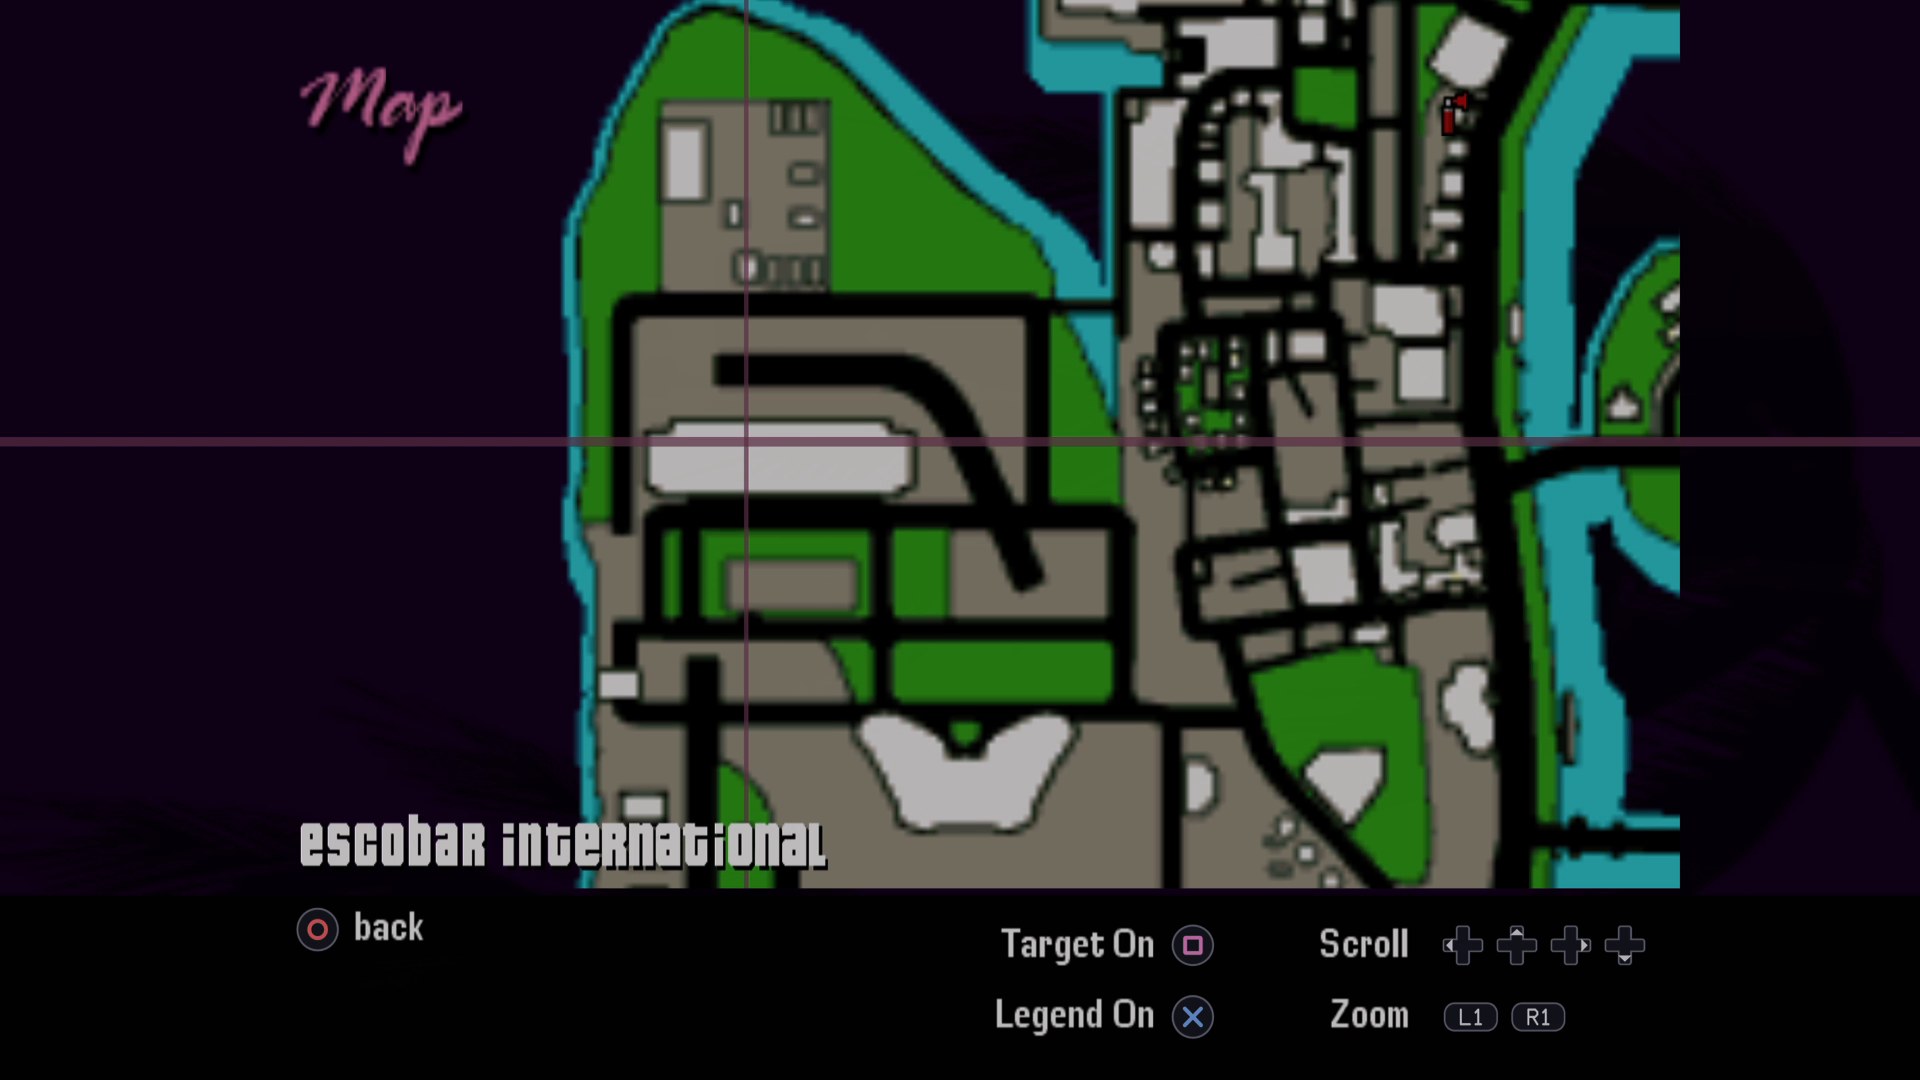 Map
escobar international
back
Target On
Scroll
Legend On
Zoom
L1
R1